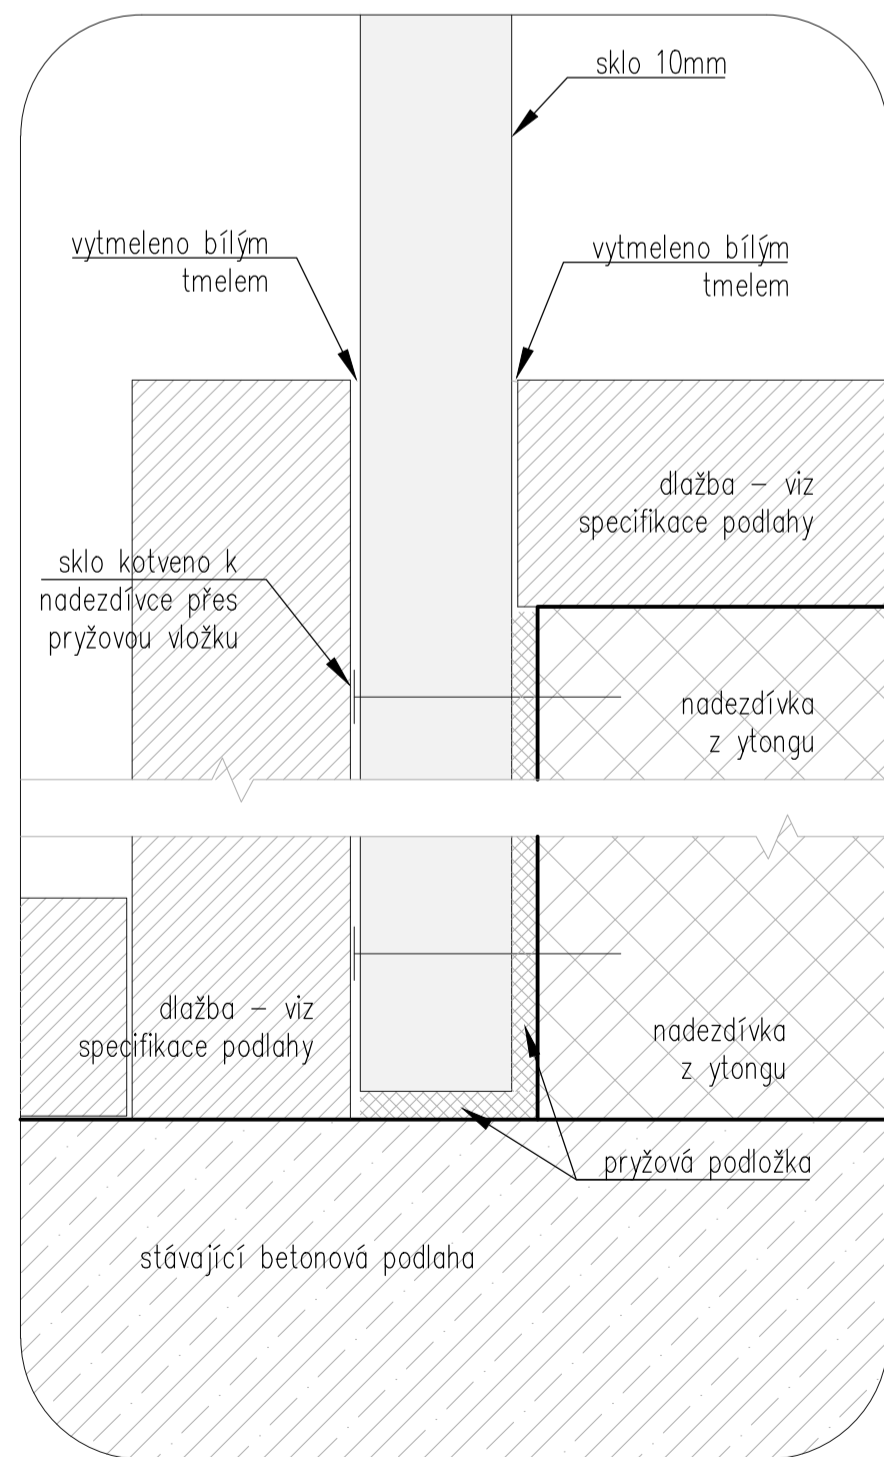 sklo 10mm
vytmeleno bílým
tmelem
vytmeleno bílým
tmelem
dlažba – viz
specifikace podlahy
sklo kotveno k
nadezdívce přes
pryžovou vložku
nadezdívka
z ytongu
dlažba – viz
specifikace podlahy
nadezdívka
z ytongu
pryžová podložka
stávající betonová podlaha